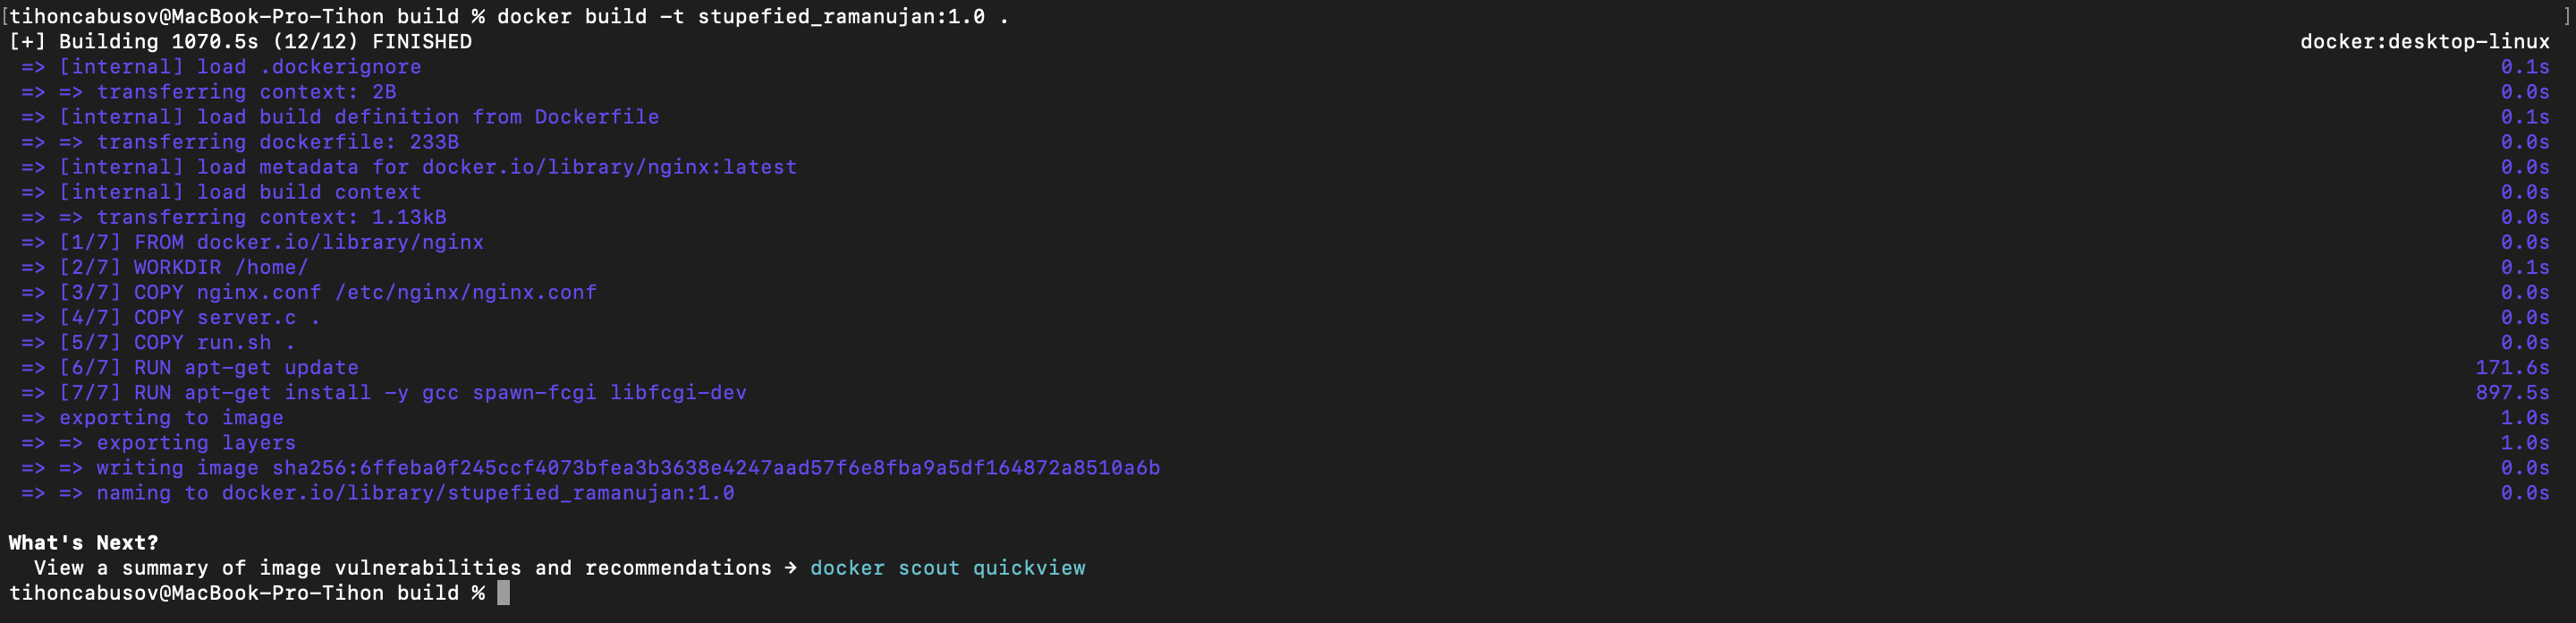 [tihoncabusov@MacBook-Pro-Tihon build % docker build -t stupefied_ramanujan:1.0 . ]
[+] Building 1070.5s (12/12) FINISHED docker:desktop-linux
=> [internal] load .dockerignore 0.1s
=> => transferring context: 2B 0.0s
=> [internal] load build definition from Dockerfile 0.1s
=> => transferring dockerfile: 233B 0.0s
=> [internal] load metadata for docker.io/library/nginx:latest 0.0s
=> [internal] load build context 0.0s
=> => transferring context: 1.13kB 0.0s
=> [1/7] FROM docker.io/library/nginx 0.0s
=> [2/7] WORKDIR /home/ 0.1s
=> [3/7] COPY nginx.conf /etc/nginx/nginx.conf 0.0s
=> [4/7] COPY server.c . 0.0s
=> [5/7] COPY run.sh . 0.0s
=> [6/7] RUN apt-get update 171.6s
=> [7/7] RUN apt-get install -y gcc spawn-fcgi libfcgi-dev 897.5s
=> exporting to image 1.0s
=> => exporting layers 1.0s
=> => writing image sha256:6ffeba0f245ccf4073bfea3b3638e4247aad57f6e8fba9a5df164872a8510a6b 0.0s
=> => naming to docker.io/library/stupefied_ramanujan:1.0 0.0s
What's Next?
View a summary of image vulnerabilities and recommendations → docker scout quickview
tihoncabusov@MacBook-Pro-Tihon build %